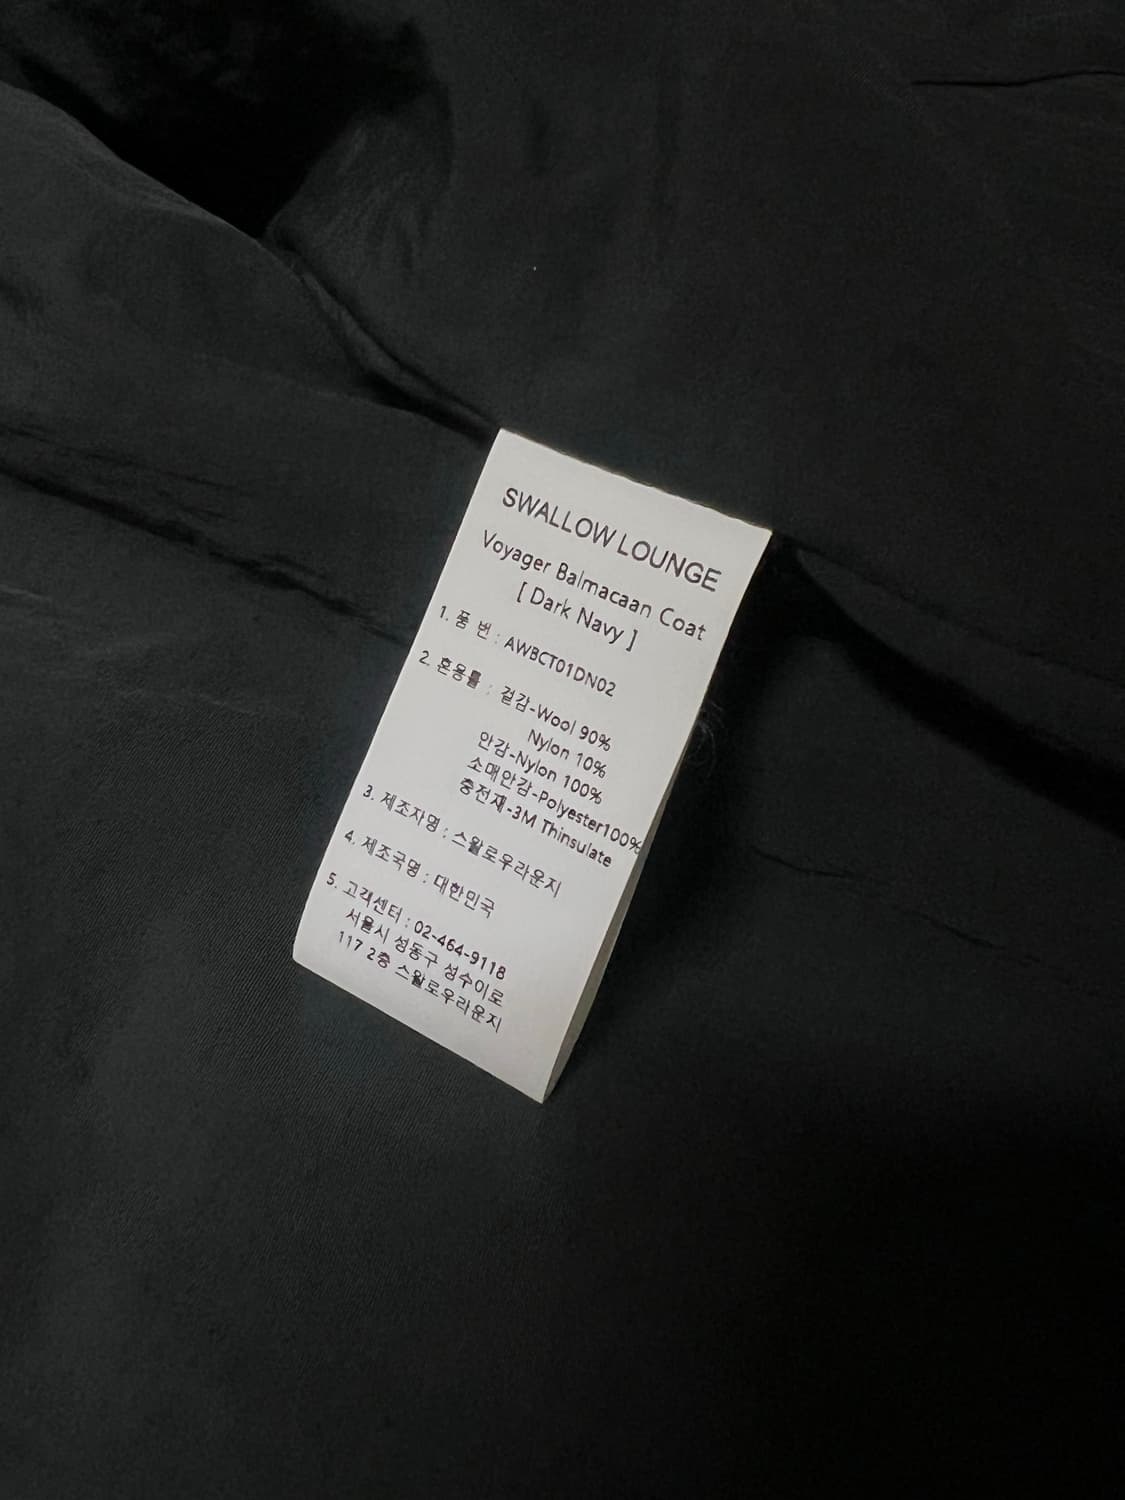 SWALLOW LOUNGE
Voyager Balmacaan Coat
[ Dark Navy ]
1. 품 번 : AWBCT01DN02
2. 혼용률 : 겉감-Wool 90%
Nylon 10%
안감-Nylon 100%
소매안감-Polyester100%
충전재-3M Thinsulate
3. 제조자명 : 스왈로우라운지
4. 제조국명 : 대한민국
5. 고객센터 : 02-464-9118
서울시 성동구 성수이로
117 2층 스왈로우라운지